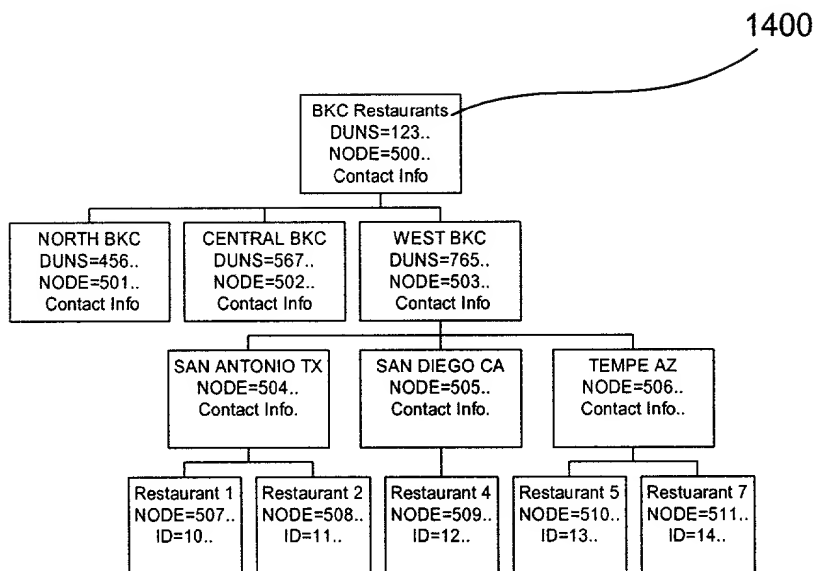 1400
BKC Restaurants
DUNS=123..
NODE=500..
Contact Info
NORTH BKC
DUNS=456..
NODE=501..
Contact Info
CENTRAL BKC
DUNS=567..
NODE=502..
Contact Info
WEST BKC
DUNS=765..
NODE=503..
Contact Info
SAN ANTONIO TX
NODE=504..
Contact Info.
SAN DIEGO CA
NODE=505..
Contact Info.
TEMPE AZ
NODE=506..
Contact Info..
Restaurant 1
NODE=507..
ID=10..
Restaurant 2
NODE=508..
ID=11..
Restaurant 4
NODE=509..
ID=12..
Restaurant 5
NODE=510..
ID=13..
Restuarant 7
NODE=511..
ID=14..